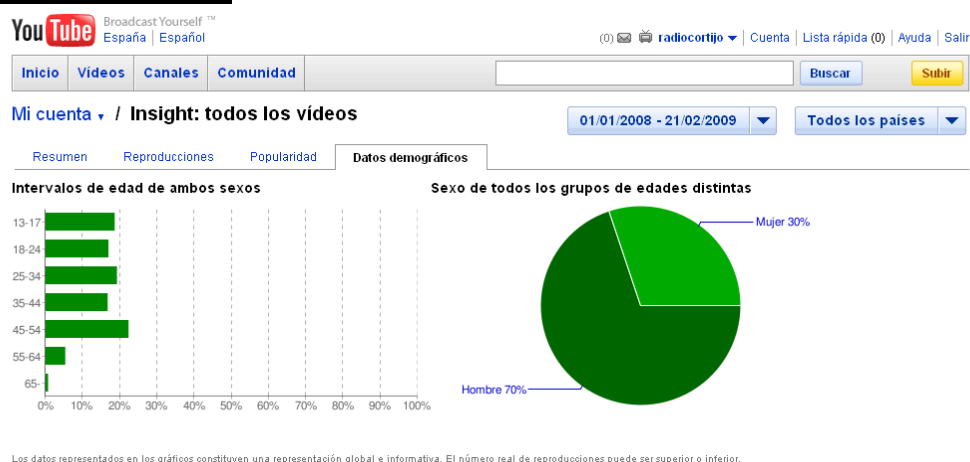 YouTube Broadcast Yourself ™
España | Español
(0) radiocortijo | Cuenta | Lista rápida (0) | Ayuda | Salir
Inicio Vídeos Canales Comunidad Buscar Subir
Mi cuenta / Insight: todos los vídeos
01/01/2008 - 21/02/2009 Todos los países
Resumen Reproducciones Popularidad Datos demográficos
Intervalos de edad de ambos sexos
13-17
18-24
25-34
35-44
45-54
55-64
65-
0% 10% 20% 30% 40% 50% 60% 70% 80% 90% 100%
Sexo de todos los grupos de edades distintas
Mujer 30%
Hombre 70%
Los datos representados en los gráficos constituyen una representación global e informativa. El número real de reproducciones puede ser superior o inferior.